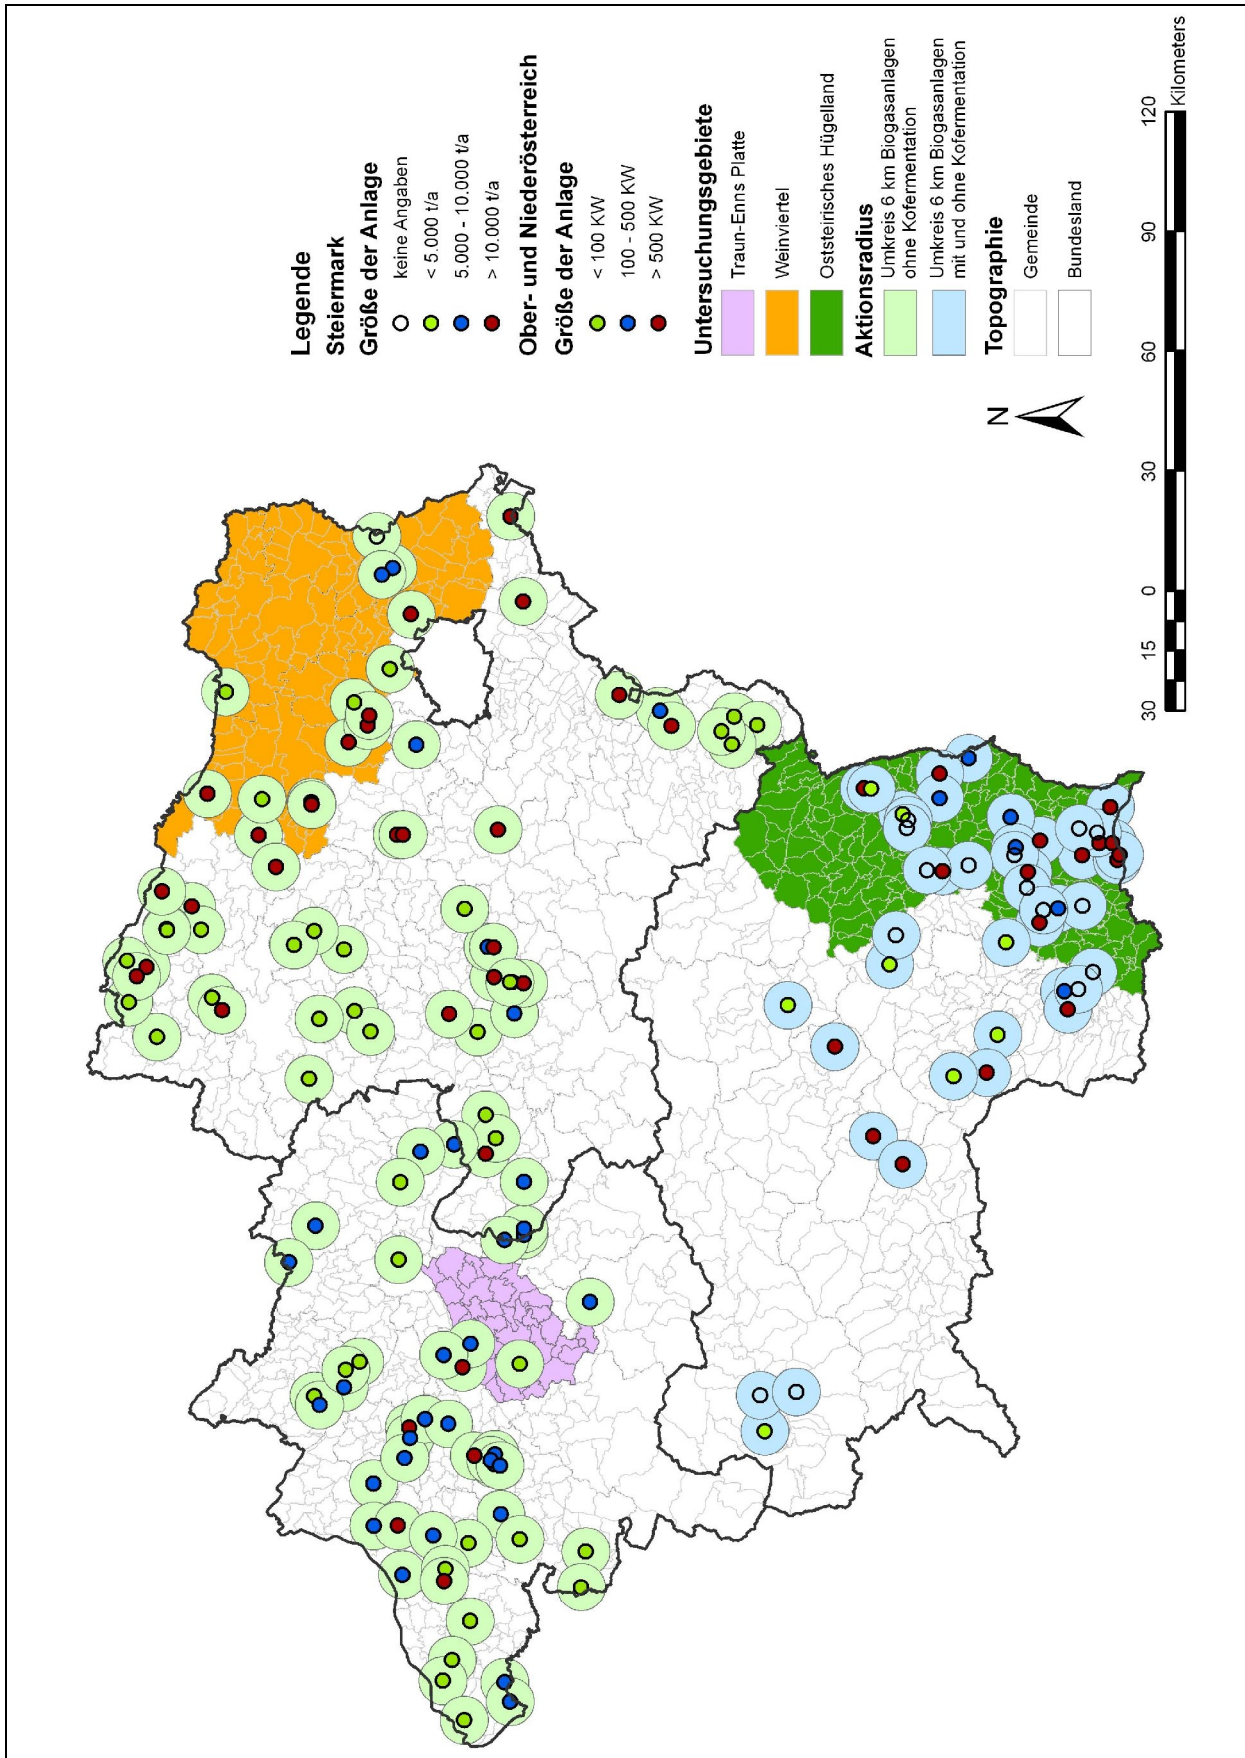 Legende
Steiermark
Größe der Anlage
keine Angaben
< 5.000 t/a
5.000 - 10.000 t/a
> 10.000 t/a
Ober- und Niederösterreich
Größe der Anlage
< 100 KW
100 - 500 KW
> 500 KW
Untersuchungsgebiete
Traun-Enns Platte
Weinviertel
Oststeirisches Hügelland
Aktionsradius
Umkreis 6 km Biogasanlagen
ohne Kofermentation
Umkreis 6 km Biogasanlagen
mit und ohne Kofermentation
Topographie
Gemeinde
Bundesland
N
30 15 0 30 60 90 120
Kilometers